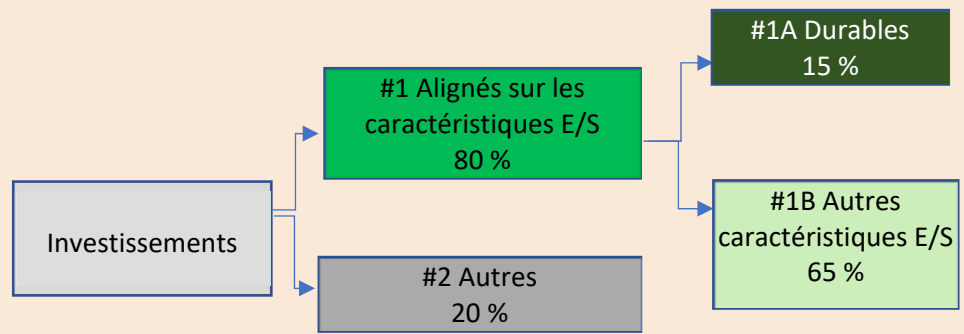 Investissements
#1 Alignés sur les
caractéristiques E/S
80 %
#2 Autres
20 %
#1A Durables
15 %
#1B Autres
caractéristiques E/S
65 %